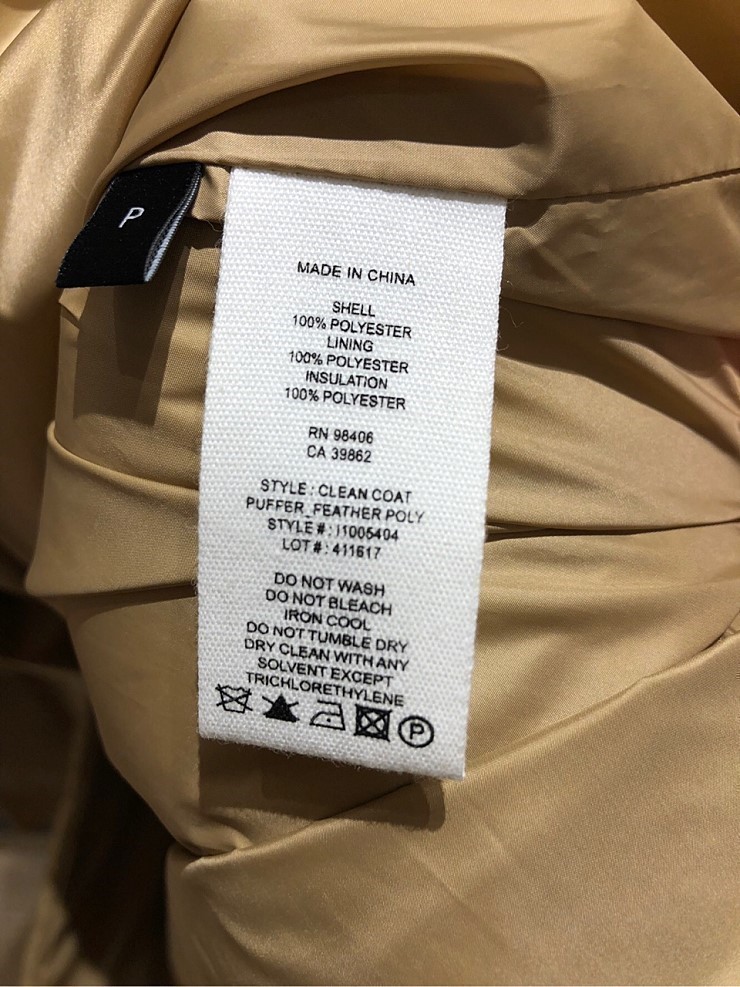 P
MADE IN CHINA
SHELL
100% POLYESTER
LINING
100% POLYESTER
INSULATION
100% POLYESTER
RN 98406
CA 39862
STYLE : CLEAN COAT
PUFFER_FEATHER POLY
STYLE # : I1005404
LOT # : 411617
DO NOT WASH
DO NOT BLEACH
IRON COOL
DO NOT TUMBLE DRY
DRY CLEAN WITH ANY
SOLVENT EXCEPT
TRICHLORETHYLENE
P